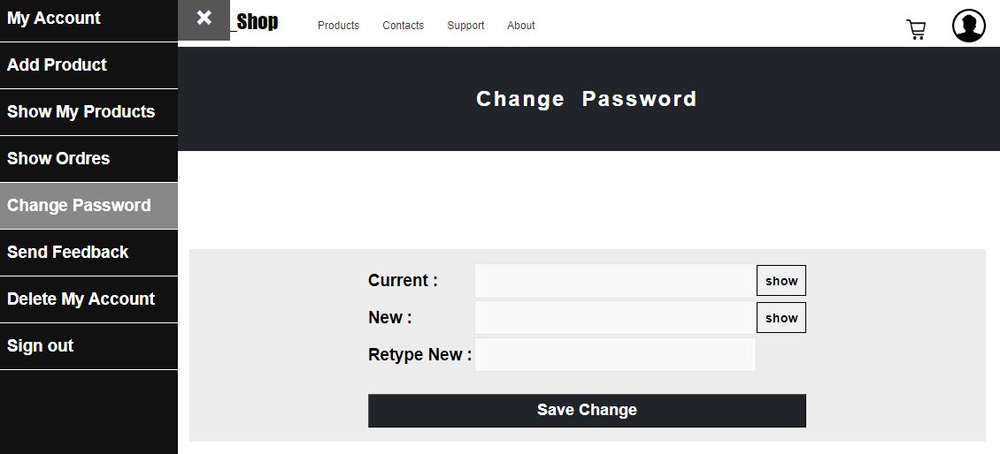 My Account
Add Product
Show My Products
Show Ordres
Change Password
Send Feedback
Delete My Account
Sign out
×
_Shop
Products
Contacts
Support
About
Change Password
Current :
show
New :
show
Retype New :
Save Change